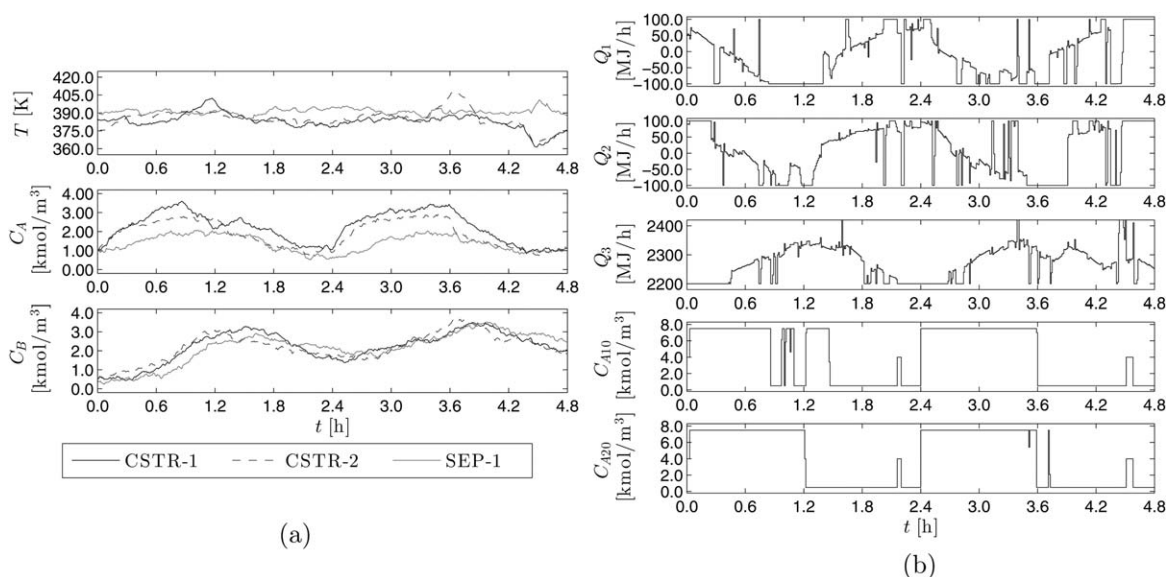 T [K]
420.0
405.0
390.0
375.0
360.0
0.0 0.6 1.2 1.8 2.4 3.0 3.6 4.2 4.8
C_A
[kmol/m³]
4.00
3.00
2.00
1.00
0.00
0.0 0.6 1.2 1.8 2.4 3.0 3.6 4.2 4.8
C_B
[kmol/m³]
4.0
3.0
2.0
1.0
0.0
0.0 0.6 1.2 1.8 2.4 3.0 3.6 4.2 4.8
t [h]
CSTR-1 CSTR-2 SEP-1
(a)
Q_1
[MJ/h]
100.0
50.0
0.0
−50.0
−100.0
0.0 0.6 1.2 1.8 2.4 3.0 3.6 4.2 4.8
Q_2
[MJ/h]
100.0
50.0
0.0
−50.0
−100.0
0.0 0.6 1.2 1.8 2.4 3.0 3.6 4.2 4.8
Q_3
[MJ/h]
2400
2300
2200
0.0 0.6 1.2 1.8 2.4 3.0 3.6 4.2 4.8
C_A10
[kmol/m³]
8.0
6.0
4.0
2.0
0.0
0.0 0.6 1.2 1.8 2.4 3.0 3.6 4.2 4.8
C_A20
[kmol/m³]
8.0
6.0
4.0
2.0
0.0
0.0 0.6 1.2 1.8 2.4 3.0 3.6 4.2 4.8
t [h]
(b)